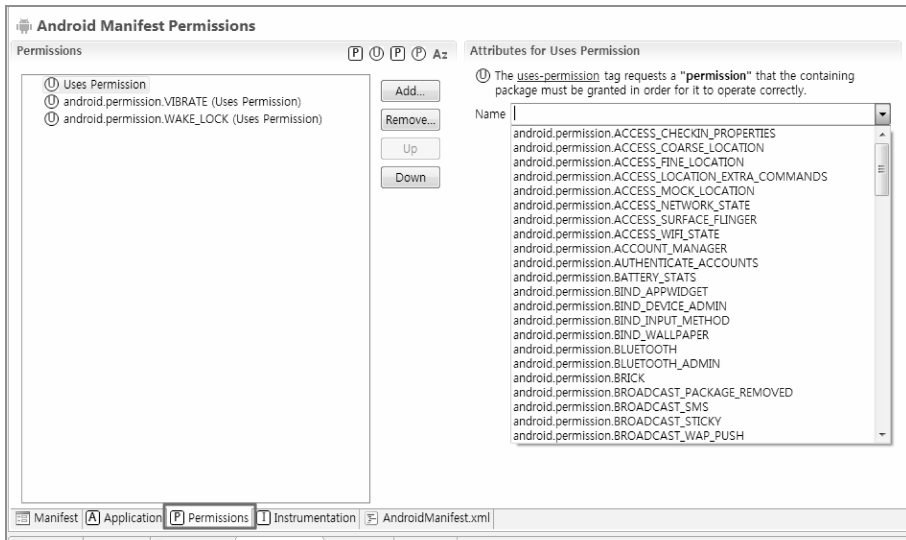 Android Manifest Permissions
Permissions
P U P P Az
U Uses Permission
U android.permission.VIBRATE (Uses Permission)
U android.permission.WAKE_LOCK (Uses Permission)
Add...
Remove...
Up
Down
Attributes for Uses Permission
U The uses-permission tag requests a "permission" that the containing
package must be granted in order for it to operate correctly.
Name
android.permission.ACCESS_CHECKIN_PROPERTIES
android.permission.ACCESS_COARSE_LOCATION
android.permission.ACCESS_FINE_LOCATION
android.permission.ACCESS_LOCATION_EXTRA_COMMANDS
android.permission.ACCESS_MOCK_LOCATION
android.permission.ACCESS_NETWORK_STATE
android.permission.ACCESS_SURFACE_FLINGER
android.permission.ACCESS_WIFI_STATE
android.permission.ACCOUNT_MANAGER
android.permission.AUTHENTICATE_ACCOUNTS
android.permission.BATTERY_STATS
android.permission.BIND_APPWIDGET
android.permission.BIND_DEVICE_ADMIN
android.permission.BIND_INPUT_METHOD
android.permission.BIND_WALLPAPER
android.permission.BLUETOOTH
android.permission.BLUETOOTH_ADMIN
android.permission.BRICK
android.permission.BROADCAST_PACKAGE_REMOVED
android.permission.BROADCAST_SMS
android.permission.BROADCAST_STICKY
android.permission.BROADCAST_WAP_PUSH
Manifest A Application P Permissions I Instrumentation F AndroidManifest.xml